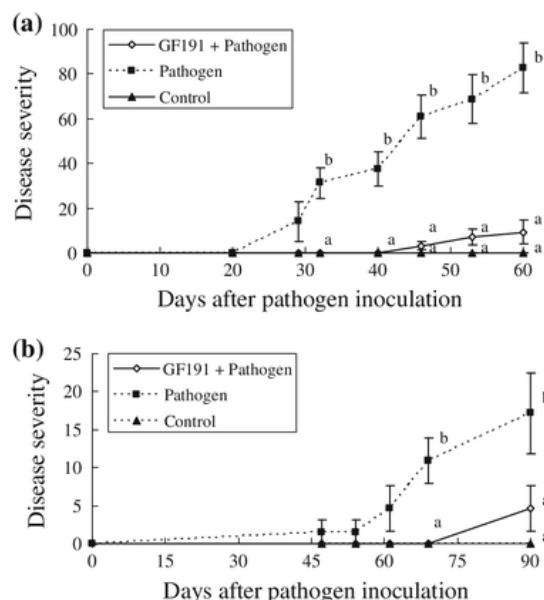 (a)
GF191 + Pathogen
Pathogen
Control
Disease severity
100
80
60
40
20
0
b
b
b
b
b
a
a
a
a
a
a
a
a
0
10
20
30
40
50
60
Days after pathogen inoculation
(b)
GF191 + Pathogen
Pathogen
Control
Disease severity
25
20
15
10
5
0
b
a
a
a
0
15
30
45
60
75
90
Days after pathogen inoculation